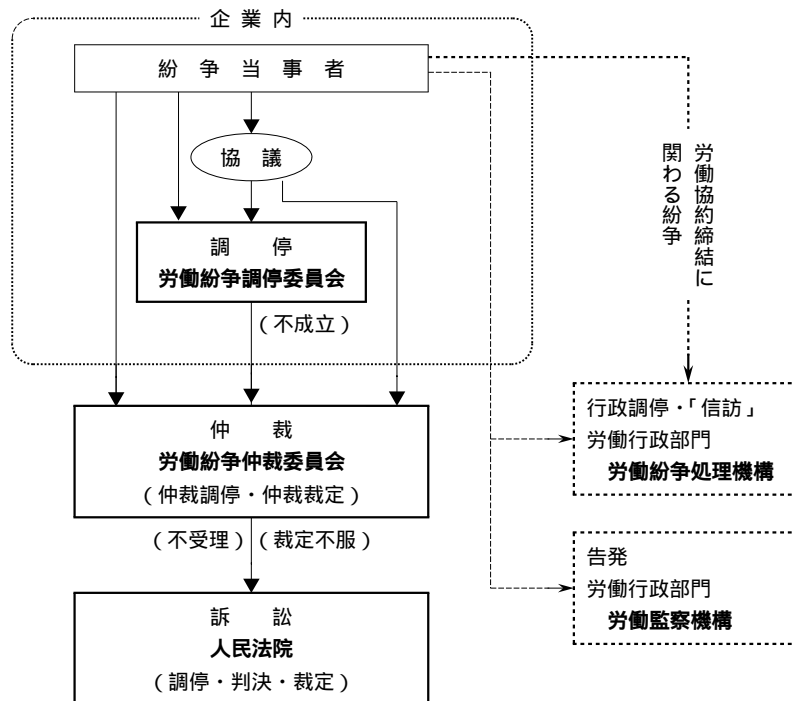 企 業 内
紛 争 当 事 者
協 議
調 停
労働紛争調停委員会
（不成立）
労働協約締結に
関わる紛争
仲 裁
労働紛争仲裁委員会
（仲裁調停・仲裁裁定）
（不受理）（裁定不服）
訴 訟
人民法院
（調停・判決・裁定）
行政調停・「信訪」
労働行政部門
労働紛争処理機構
告発
労働行政部門
労働監察機構